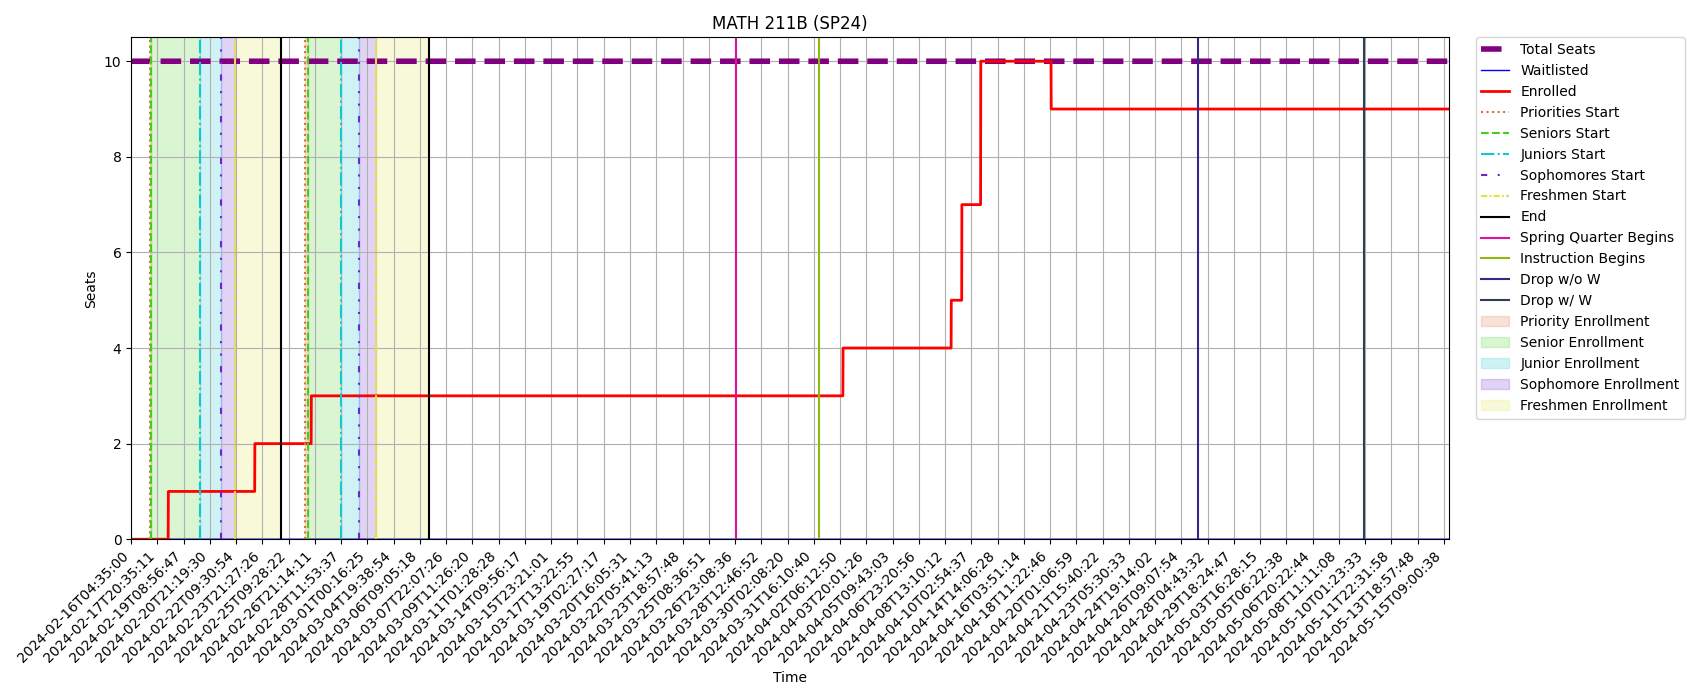 MATH 211B (SP24)
Seats
10
8
6
4
2
0
2024-02-16T04:35:00
2024-02-17T20:35:11
2024-02-19T08:56:47
2024-02-20T21:19:30
2024-02-22T09:30:54
2024-02-23T21:27:26
2024-02-25T09:28:22
2024-02-26T21:14:11
2024-02-28T11:53:37
2024-03-01T00:16:25
2024-03-04T19:38:54
2024-03-06T09:05:18
2024-03-07T22:07:26
2024-03-11T01:26:20
2024-03-12T11:28:28
2024-03-14T09:56:17
2024-03-15T23:21:01
2024-03-17T13:22:55
2024-03-19T02:27:17
2024-03-20T16:05:31
2024-03-22T05:41:13
2024-03-23T18:57:48
2024-03-25T08:36:51
2024-03-26T23:08:36
2024-03-28T12:46:52
2024-03-30T02:08:20
2024-03-31T16:10:40
2024-04-02T06:12:50
2024-04-03T20:01:26
2024-04-05T09:43:03
2024-04-06T23:20:56
2024-04-08T13:10:12
2024-04-10T02:54:37
2024-04-14T14:06:28
2024-04-16T03:51:14
2024-04-18T11:22:46
2024-04-20T01:06:59
2024-04-21T15:40:22
2024-04-23T05:30:33
2024-04-24T19:14:02
2024-04-26T09:07:54
2024-04-28T04:43:32
2024-04-29T18:24:47
2024-05-03T16:28:15
2024-05-05T06:22:38
2024-05-06T20:22:44
2024-05-08T11:11:08
2024-05-10T01:23:33
2024-05-11T22:31:58
2024-05-13T18:57:48
2024-05-15T09:00:38
Time
Total Seats
Waitlisted
Enrolled
Priorities Start
Seniors Start
Juniors Start
Sophomores Start
Freshmen Start
End
Spring Quarter Begins
Instruction Begins
Drop w/o W
Drop w/ W
Priority Enrollment
Senior Enrollment
Junior Enrollment
Sophomore Enrollment
Freshmen Enrollment